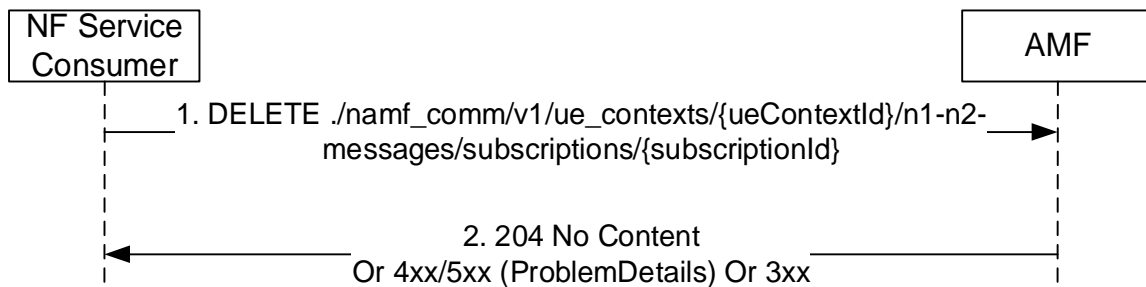 NF Service
Consumer
AMF
1. DELETE ./namf_comm/v1/ue_contexts/{ueContextId}/n1-n2-
messages/subscriptions/{subscriptionId}
2. 204 No Content
Or 4xx/5xx (ProblemDetails) Or 3xx